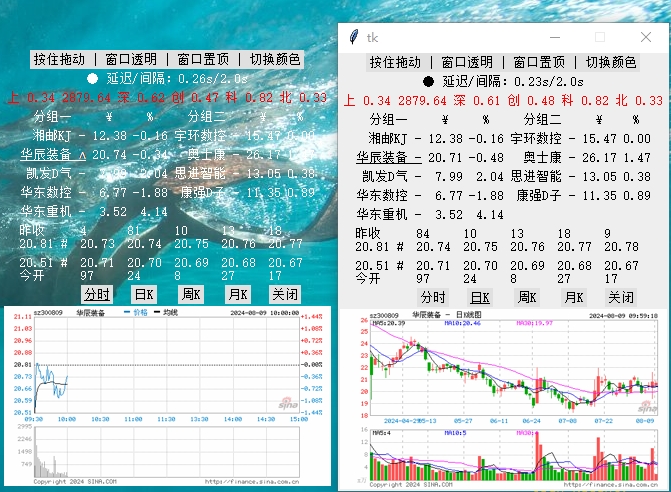 按住拖动 | 窗口透明 | 窗口置顶 | 切换颜色
延迟/间隔: 0.26s/2.0s
上 0.34 2879.64 深 0.62 创 0.47 科 0.82 北 0.33
分组一 ¥ % 分组二 ¥ %
湘邮KJ - 12.38 -0.16 宇环数控 - 15.47 0.00
华辰装备 ∧ 20.74 -0.34 奥士康 - 26.17
凯发D气 - 7.99 2.04 思进智能 - 13.05 0.38
华东数控 - 6.77 -1.88 康强D子 - 11.35 0.89
华东重机 - 3.52 4.14
昨收 4 81 10 13 18
20.81 # 20.73 20.74 20.75 20.76 20.77
20.51 # 20.71 20.70 20.69 20.68 20.67
今开 97 24 8 27 17
分时 日K 周K 月K 关闭
sz300809 华辰装备 价格 均线 2024-08-09 10:00:00
21.11 +1.44%
21.03 +1.08%
20.96 +0.72%
20.88 +0.36%
20.81 -0.00%
20.73 -0.36%
20.66 -0.72%
20.58 -1.08%
20.51 -1.44%
sina
09:30 10:00 10:30 11:00 11:30 13:30 14:00 14:30 15:00
2995
2246
1498
749
Copyright 2024 SINA.COM https://finance.sina.com.cn
tk
按住拖动 | 窗口透明 | 窗口置顶 | 切换颜色
延迟/间隔: 0.23s/2.0s
上 0.34 2879.64 深 0.61 创 0.48 科 0.82 北 0.33
分组一 ¥ % 分组二 ¥ %
湘邮KJ - 12.38 -0.16 宇环数控 - 15.47 0.00
华辰装备 - 20.71 -0.48 奥士康 - 26.17 1.47
凯发D气 - 7.99 2.04 思进智能 - 13.05 0.38
华东数控 - 6.77 -1.88 康强D子 - 11.35 0.89
华东重机 - 3.52 4.14
昨收 84 10 13 18 9
20.81 # 20.74 20.75 20.76 20.77 20.78
20.51 # 20.71 20.70 20.69 20.68 20.67
今开 97 24 8 27 17
分时 日K 周K 月K 关闭
sz300809 华辰装备 - 日K线图 2024-08-09 09:59:18
MA5:20.39 MA10:20.46 MA30:19.97
26
25
24
23
22
21
20
19
18
sina
2024-04-29 05-13 05-27 06-11 06-24 07-08 07-22 08-09
MA:4 MA:5 MA:10
16
12
8
4
Copyright 2024 SINA.COM https://finance.sina.com.cn